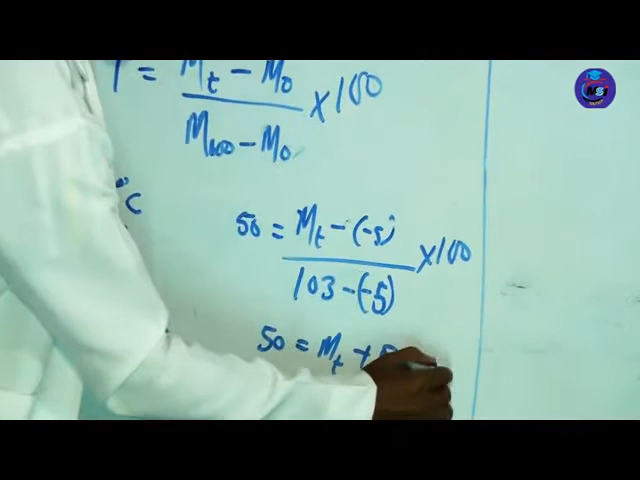 T = Mt - M0 / M100 - M0 × 100
°C
50 = Mt - (-5) / 103 - (-5) × 100
50 = Mt +